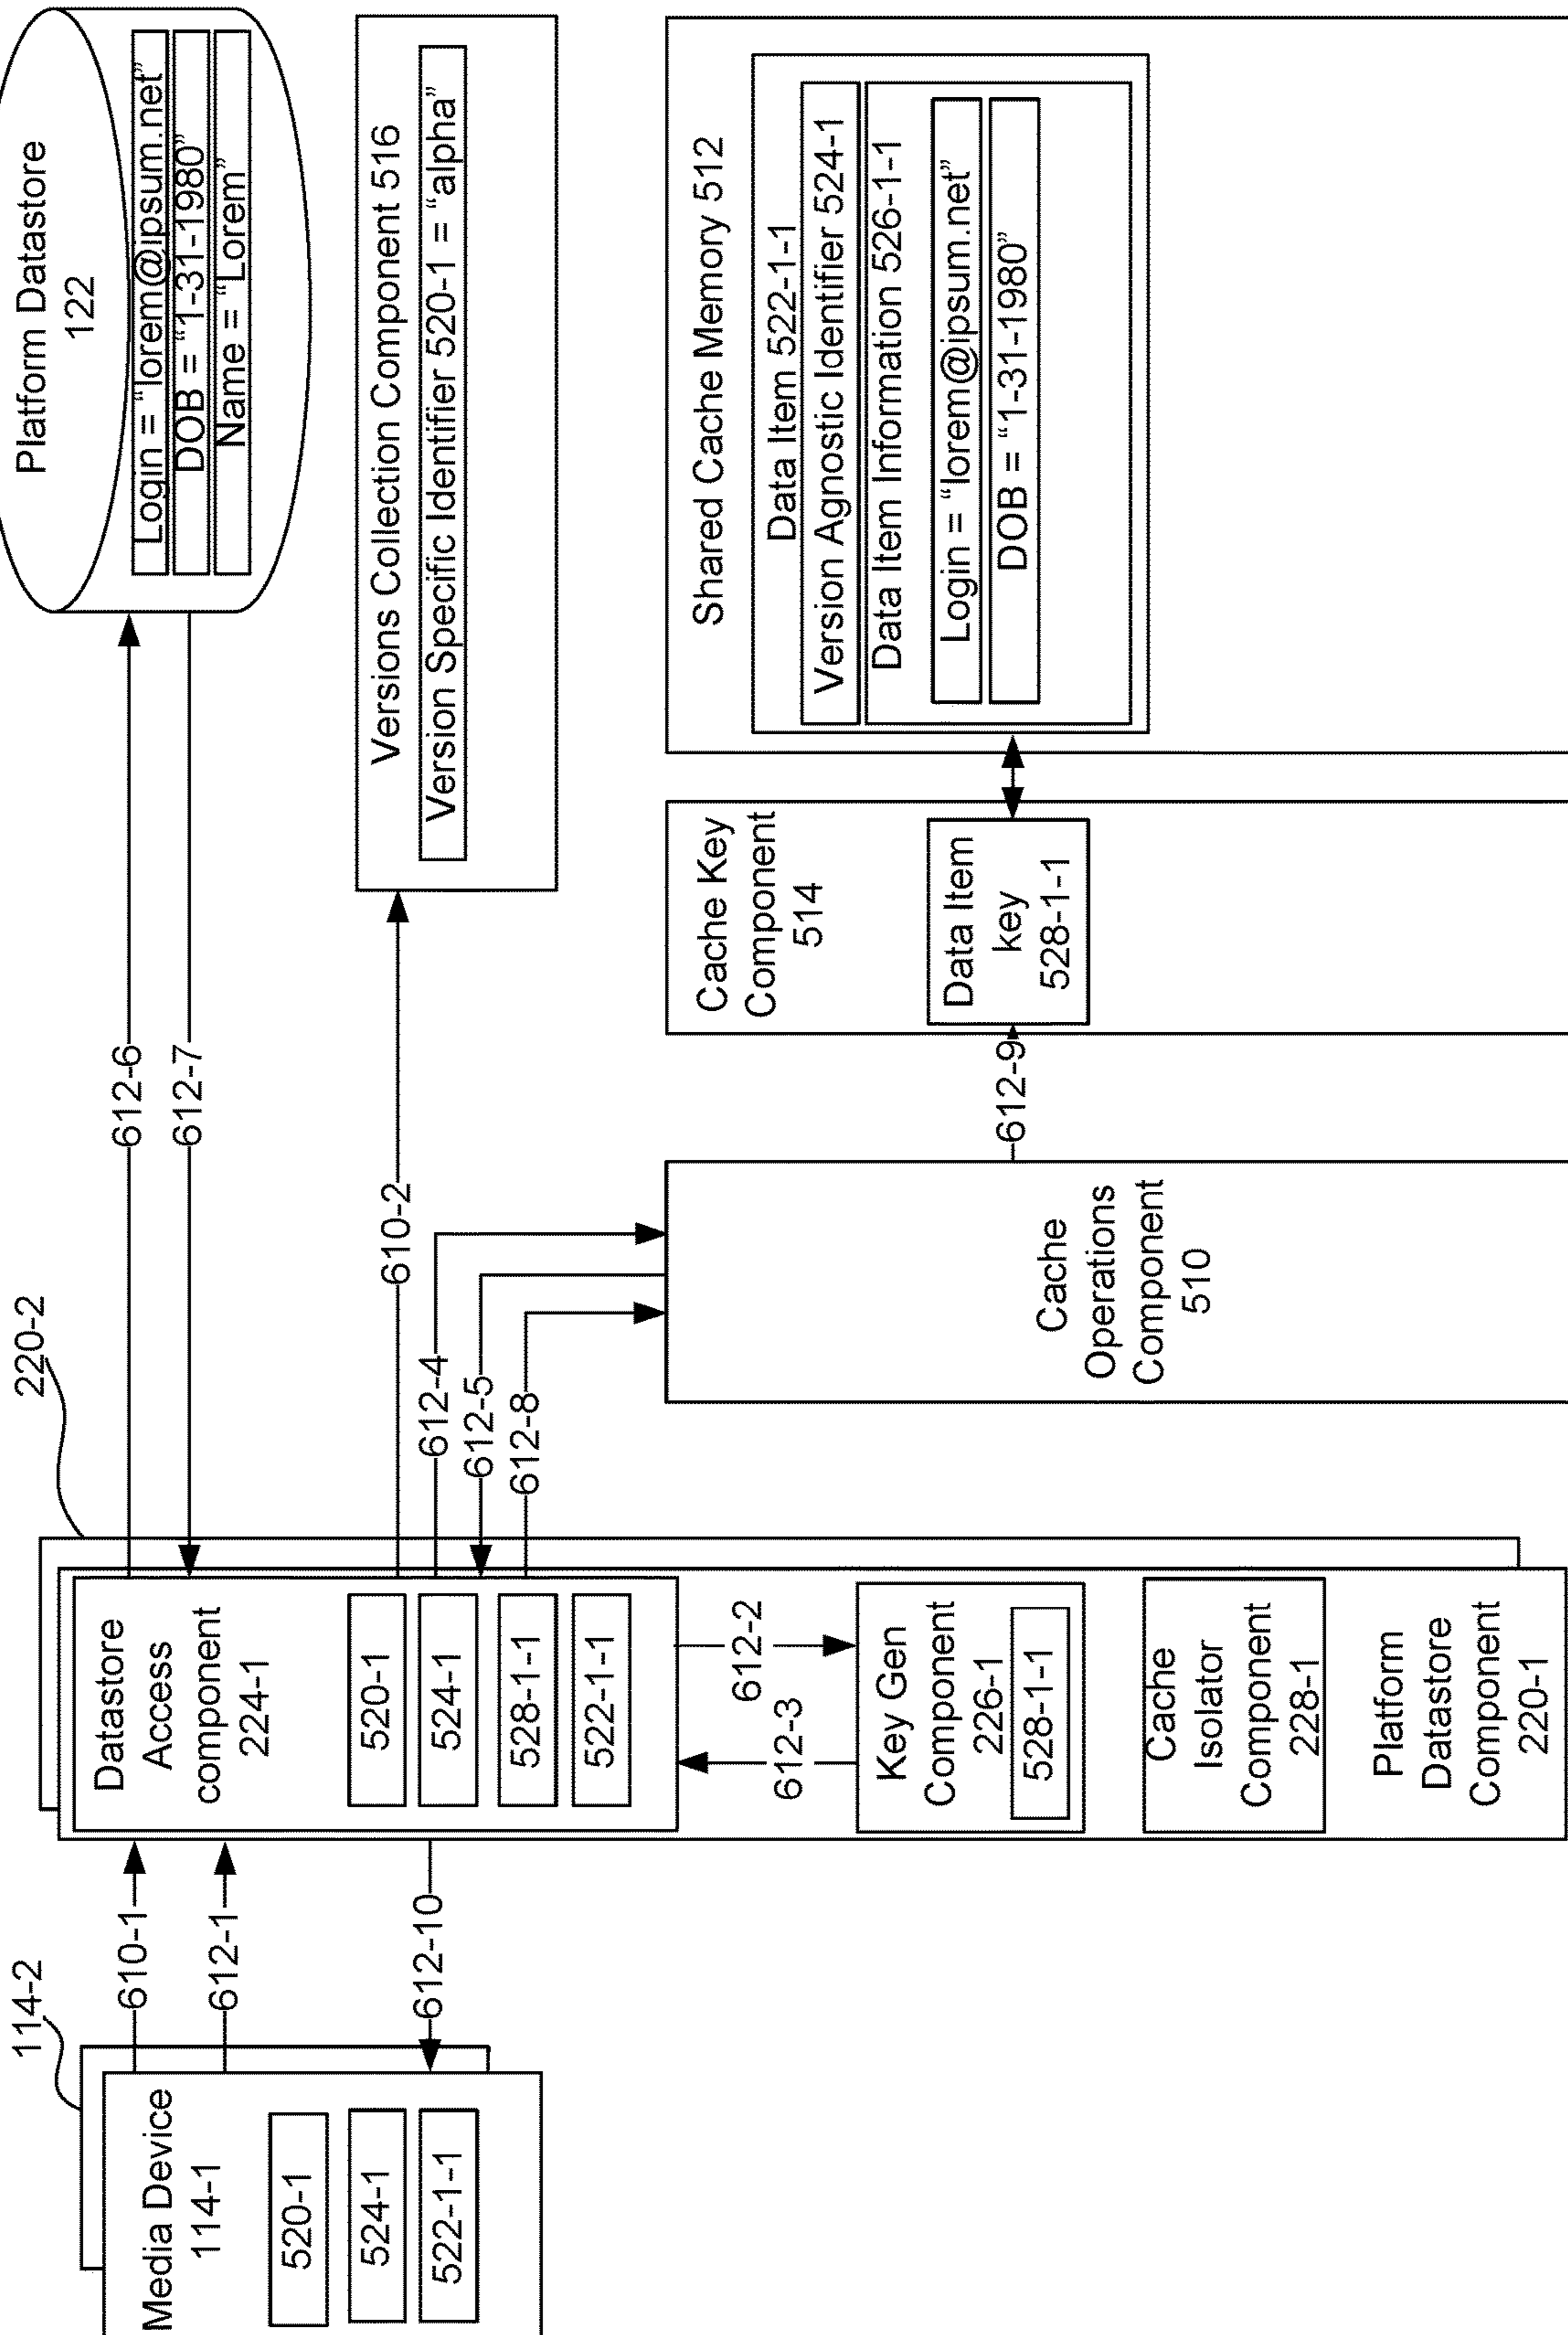 114-2
Media Device
114-1
520-1
524-1
522-1-1
610-1
612-1
612-10
220-2
Datastore
Access
component
224-1
520-1
524-1
528-1-1
522-1-1
612-2
612-3
Key Gen
Component
226-1
528-1-1
Cache
Isolator
Component
228-1
Platform
Datastore
Component
220-1
612-6
612-7
610-2
612-4
612-5
612-8
Cache
Operations
Component
510
612-9
Platform Datastore
122
Login = “lorem@ipsum.net”
DOB = “1-31-1980”
Name = “Lorem”
Versions Collection Component 516
Version Specific Identifier 520-1 = “alpha”
Cache Key
Component
514
Data Item
key
528-1-1
Shared Cache Memory 512
Data Item 522-1-1
Version Agnostic Identifier 524-1
Data Item Information 526-1-1
Login = “lorem@ipsum.net”
DOB = “1-31-1980”